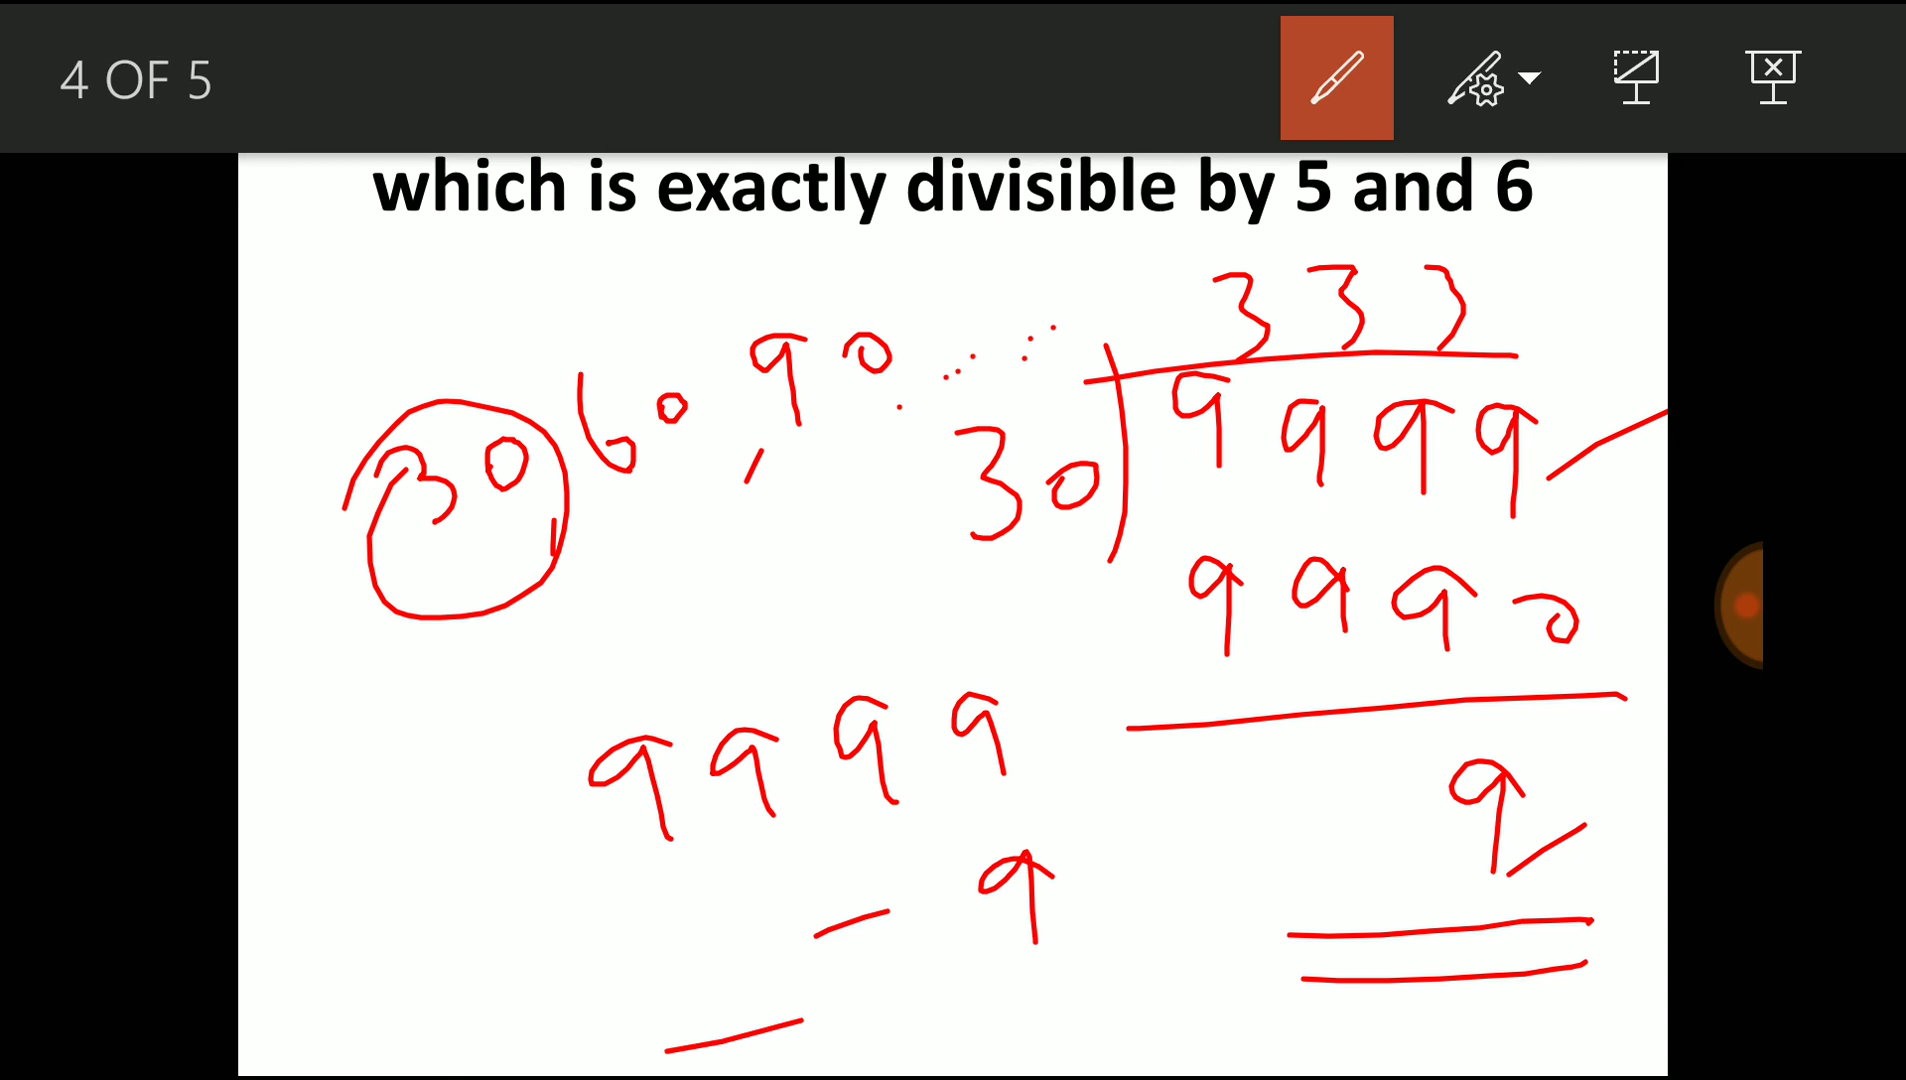 4 OF 5
which is exactly divisible by 5 and 6
333
30 60, 90 .....
30) 9999
9990
9999
9
- 9